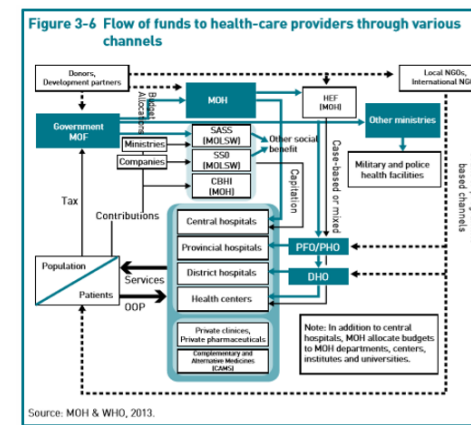 Figure 3-6 Flow of funds to health-care providers through various
channels
Donors,
Development partners
Local NGOs,
International NG
Budget
Allocations
MOH
HEF
(MOH)
Government
MOF
Other ministries
Ministries
SASS
(MOLSW)
Other social
benefit
Companies
SSO
(MOLSW)
Military and police
health facilities
CBHI
(MOH)
Capitation
Case-based or mixed
based channels
Tax
Contributions
Central hospitals
Provincial hospitals
PFO/PHO
Population
Patients
Services
OOP
District hospitals
DHO
Health centers
Private clinices,
Private pharmaceuticals
Complementary and
Alternative Medicines
(CAMS)
Note: In addition to central
hospitals, MOH allocate budgets
to MOH departments, centers,
institutes and universities.
Source: MOH & WHO, 2013.